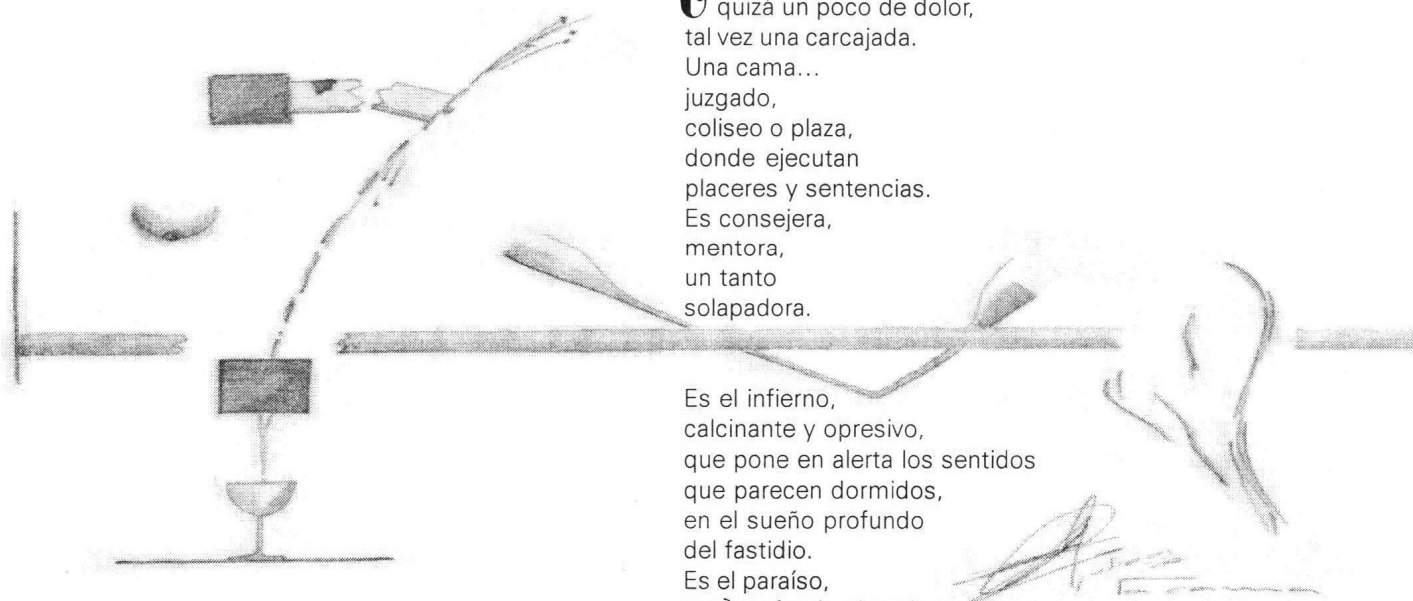 quizá un poco de dolor,
tal vez una carcajada.
Una cama...
juzgado,
coliseo o plaza,
donde ejecutan
placeres y sentencias.
Es consejera,
mentora,
un tanto
solapadora.
Es el infierno,
calcinante y opresivo,
que pone en alerta los sentidos
que parecen dormidos,
en el sueño profundo
del fastidio.
Es el paraíso,